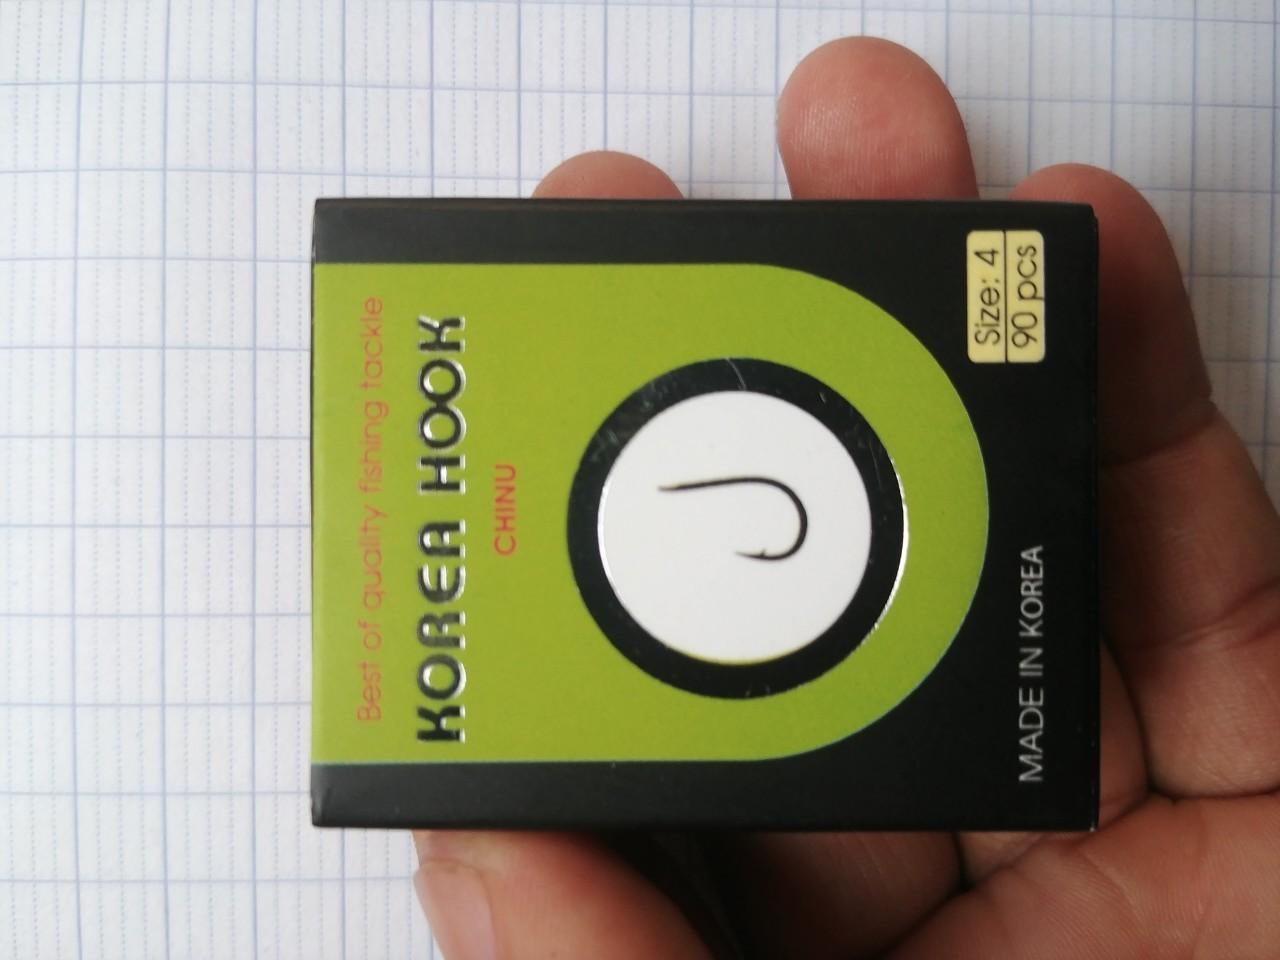 Best of quality fishing tackle
KOREA HOOK
CHINU
MADE IN KOREA
Size: 4
90 pcs